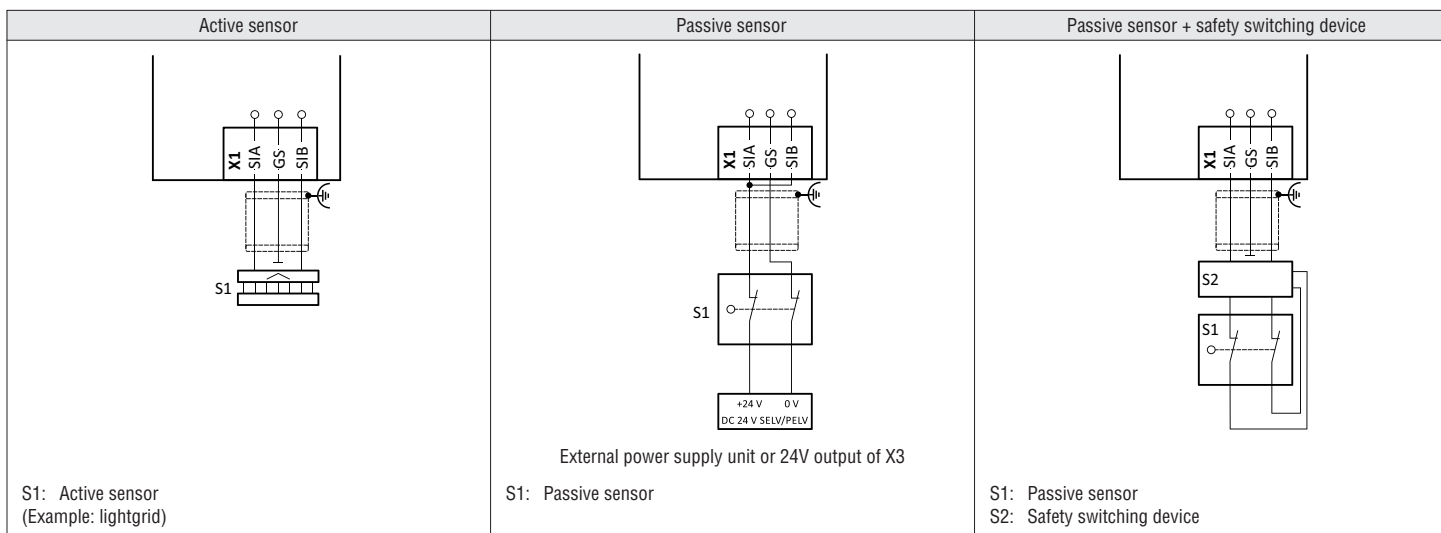 Active sensor
Passive sensor
Passive sensor + safety switching device
X1
SIA
GS
SIB
S1
S1: Active sensor
(Example: lightgrid)
X1
SIA
GS
SIB
S1
+24 V 0 V
DC 24 V SELV/PELV
External power supply unit or 24V output of X3
S1: Passive sensor
X1
SIA
GS
SIB
S2
S1
S1: Passive sensor
S2: Safety switching device